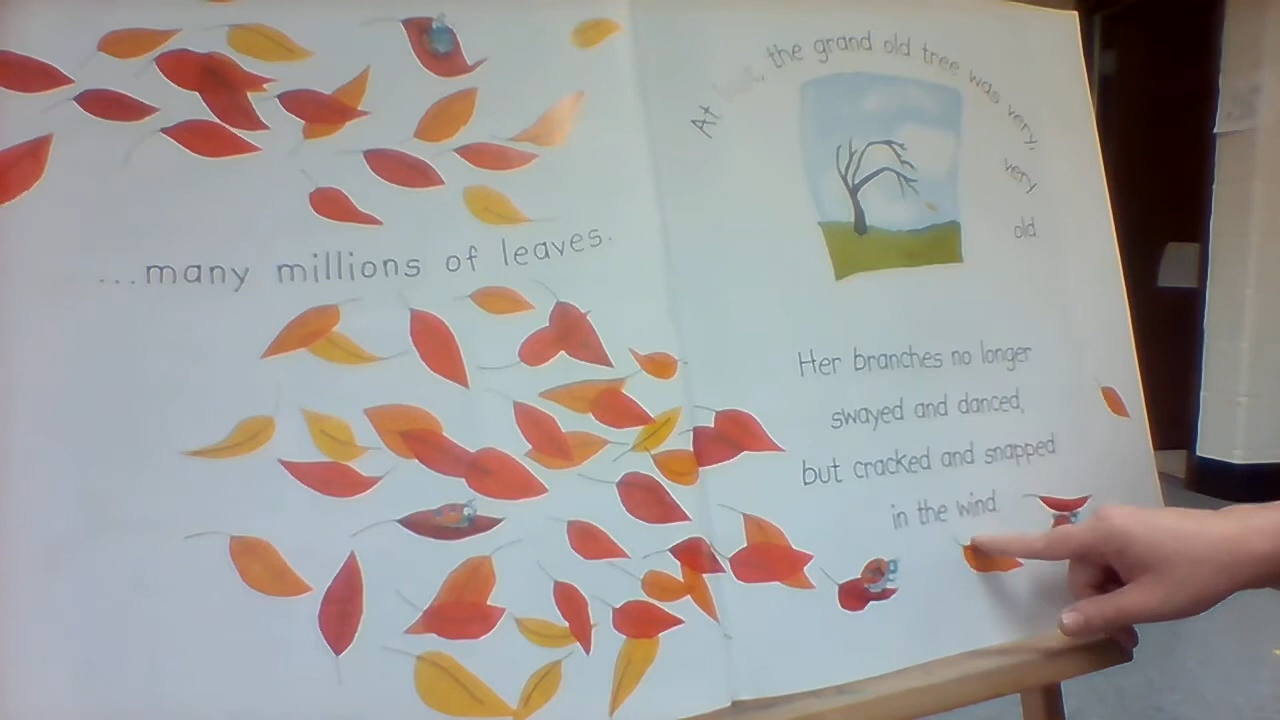 ...many millions of leaves.
At the grand old tree was very, very old.
Her branches no longer
swayed and danced,
but cracked and snapped
in the wind.